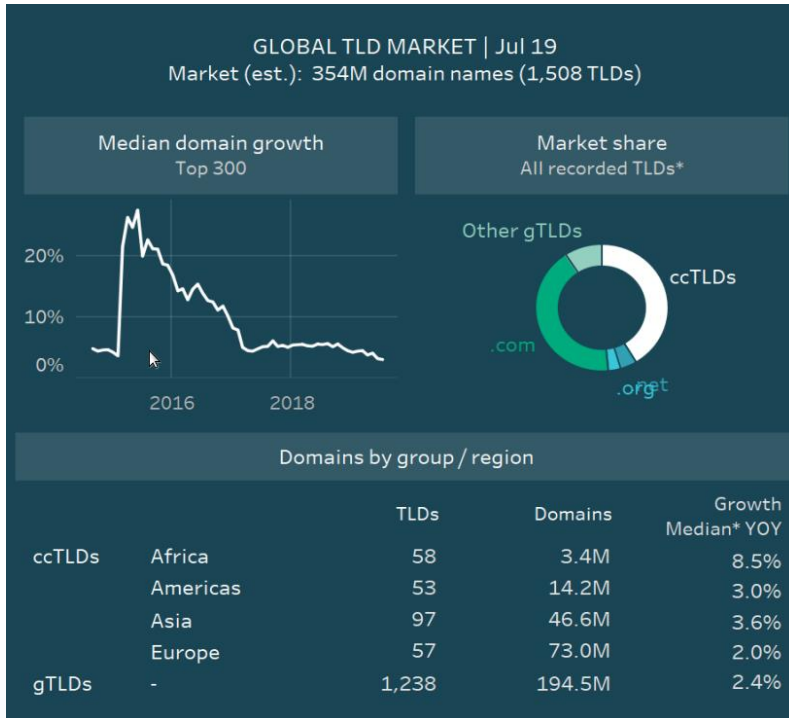 GLOBAL TLD MARKET | Jul 19
Market (est.): 354M domain names (1,508 TLDs)
Median domain growth
Top 300
Market share
All recorded TLDs*
20%
10%
0%
2016 2018
Other gTLDs
ccTLDs
.com
.org
.net
Domains by group / region
TLDs Domains Growth Median* YOY
ccTLDs Africa 58 3.4M 8.5%
Americas 53 14.2M 3.0%
Asia 97 46.6M 3.6%
Europe 57 73.0M 2.0%
gTLDs - 1,238 194.5M 2.4%